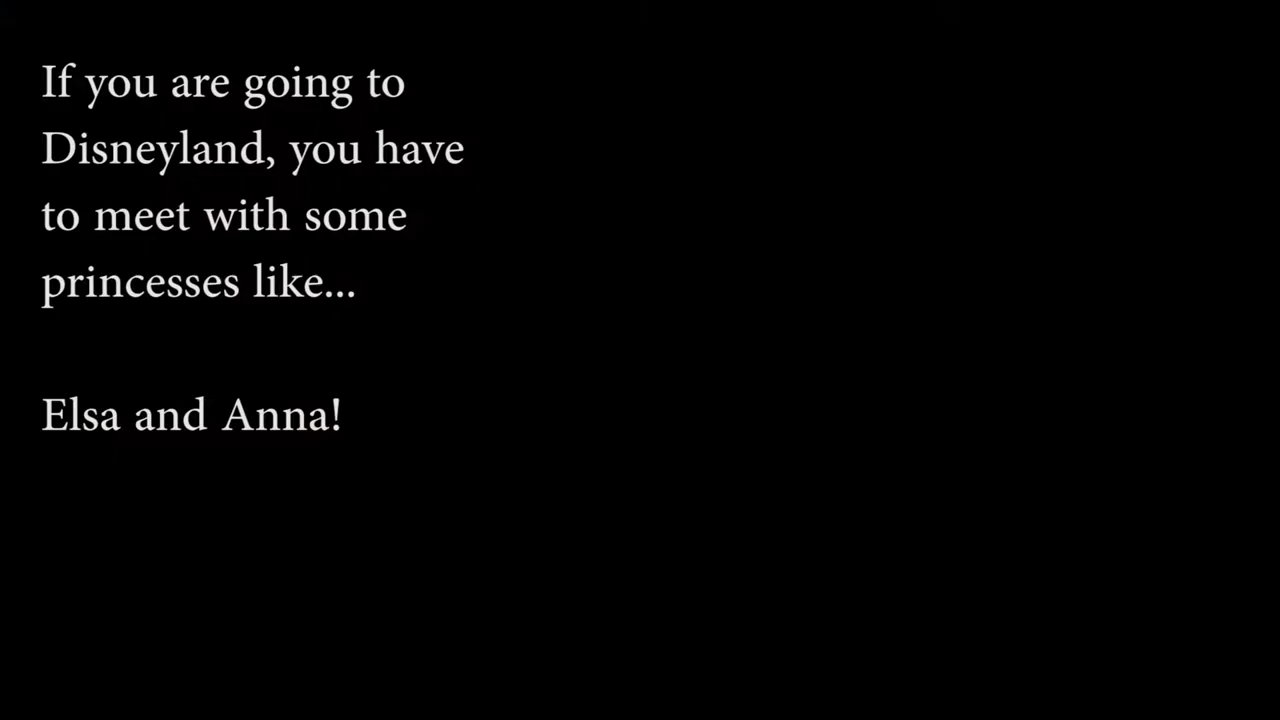 If you are going to
Disneyland, you have
to meet with some
princesses like...
Elsa and Anna!